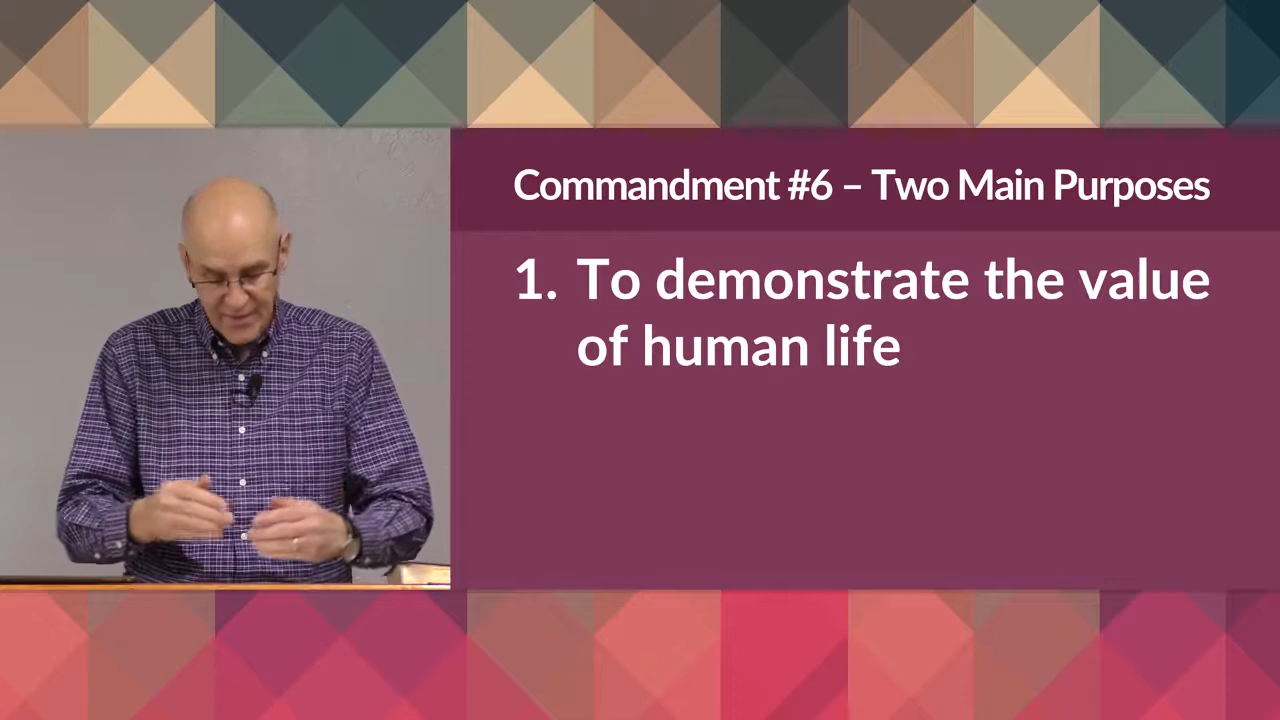 Commandment #6 – Two Main Purposes
1. To demonstrate the value
of human life